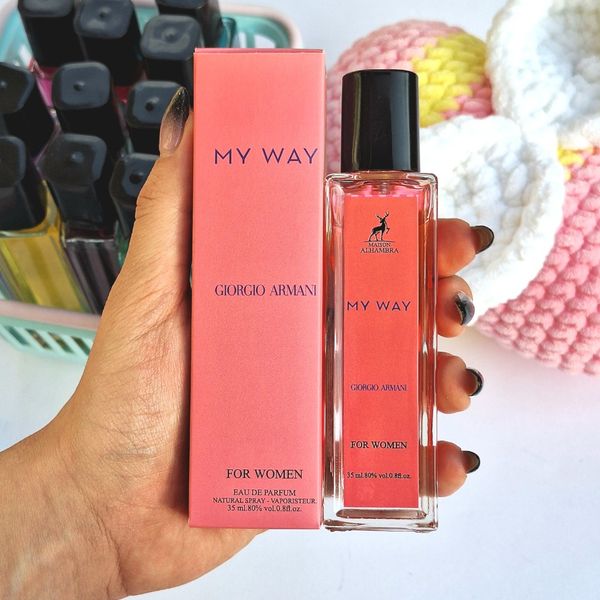 MY WAY
GIORGIO ARMANI
FOR WOMEN
EAU DE PARFUM
NATURAL SPRAY - VAPORISTEUR.
35 ml.80% vol.0.8fl.oz.
MAISON
ALHAMBRA
MY WAY
GIORGIO ARMANI
FOR WOMEN
35 ml.80% vol.0.8fl.oz.